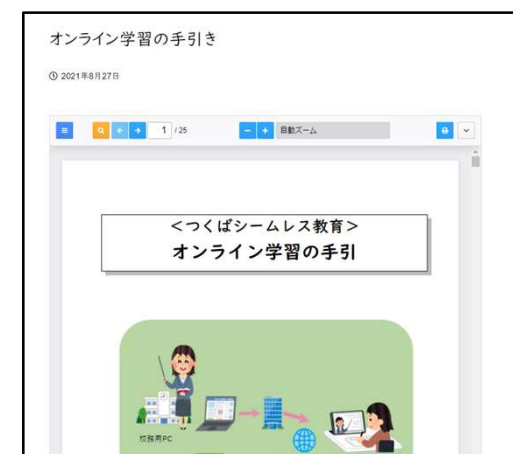 オンライン学習の手引き
2021年8月27日
1 / 25
自動ズーム
<つくばシームレス教育>
オンライン学習の手引
校務用PC